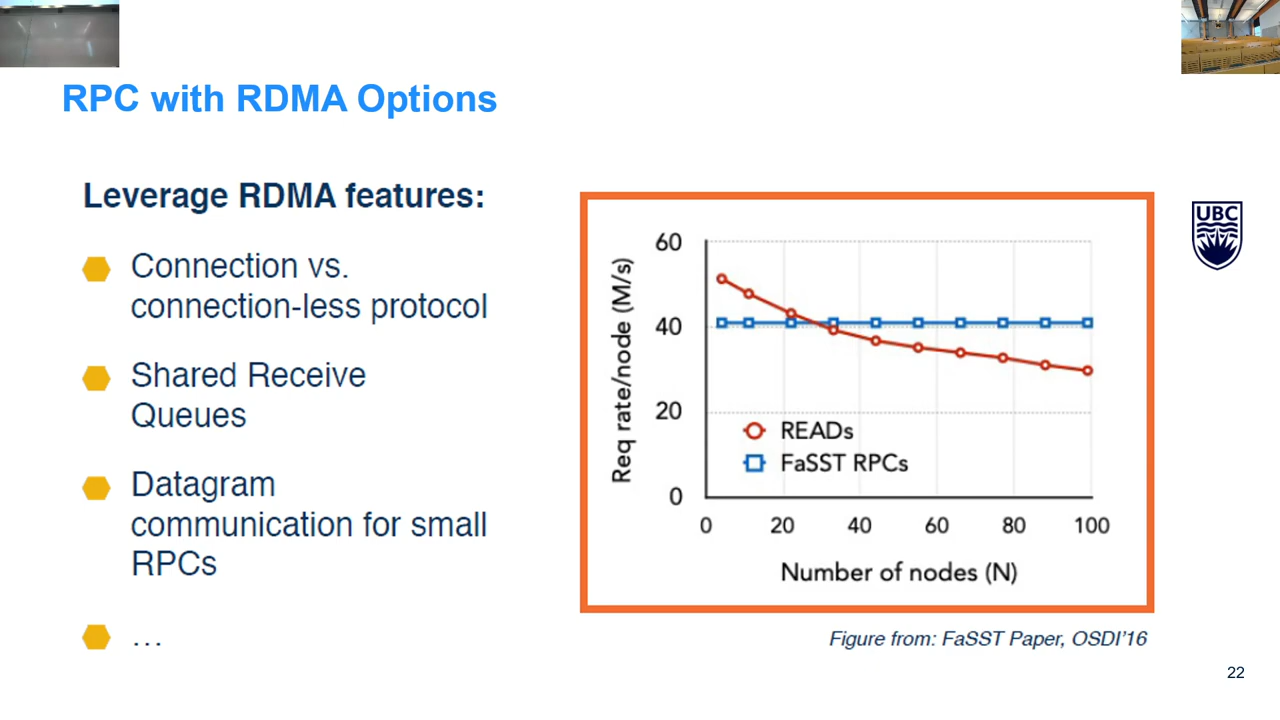 RPC with RDMA Options
Leverage RDMA features:
Connection vs.
connection-less protocol
Shared Receive
Queues
Datagram
communication for small
RPCs
…
60
40
20
0
Req rate/node (M/s)
READs
FaSST RPCs
0 20 40 60 80 100
Number of nodes (N)
Figure from: FaSST Paper, OSDI'16
UBC
22